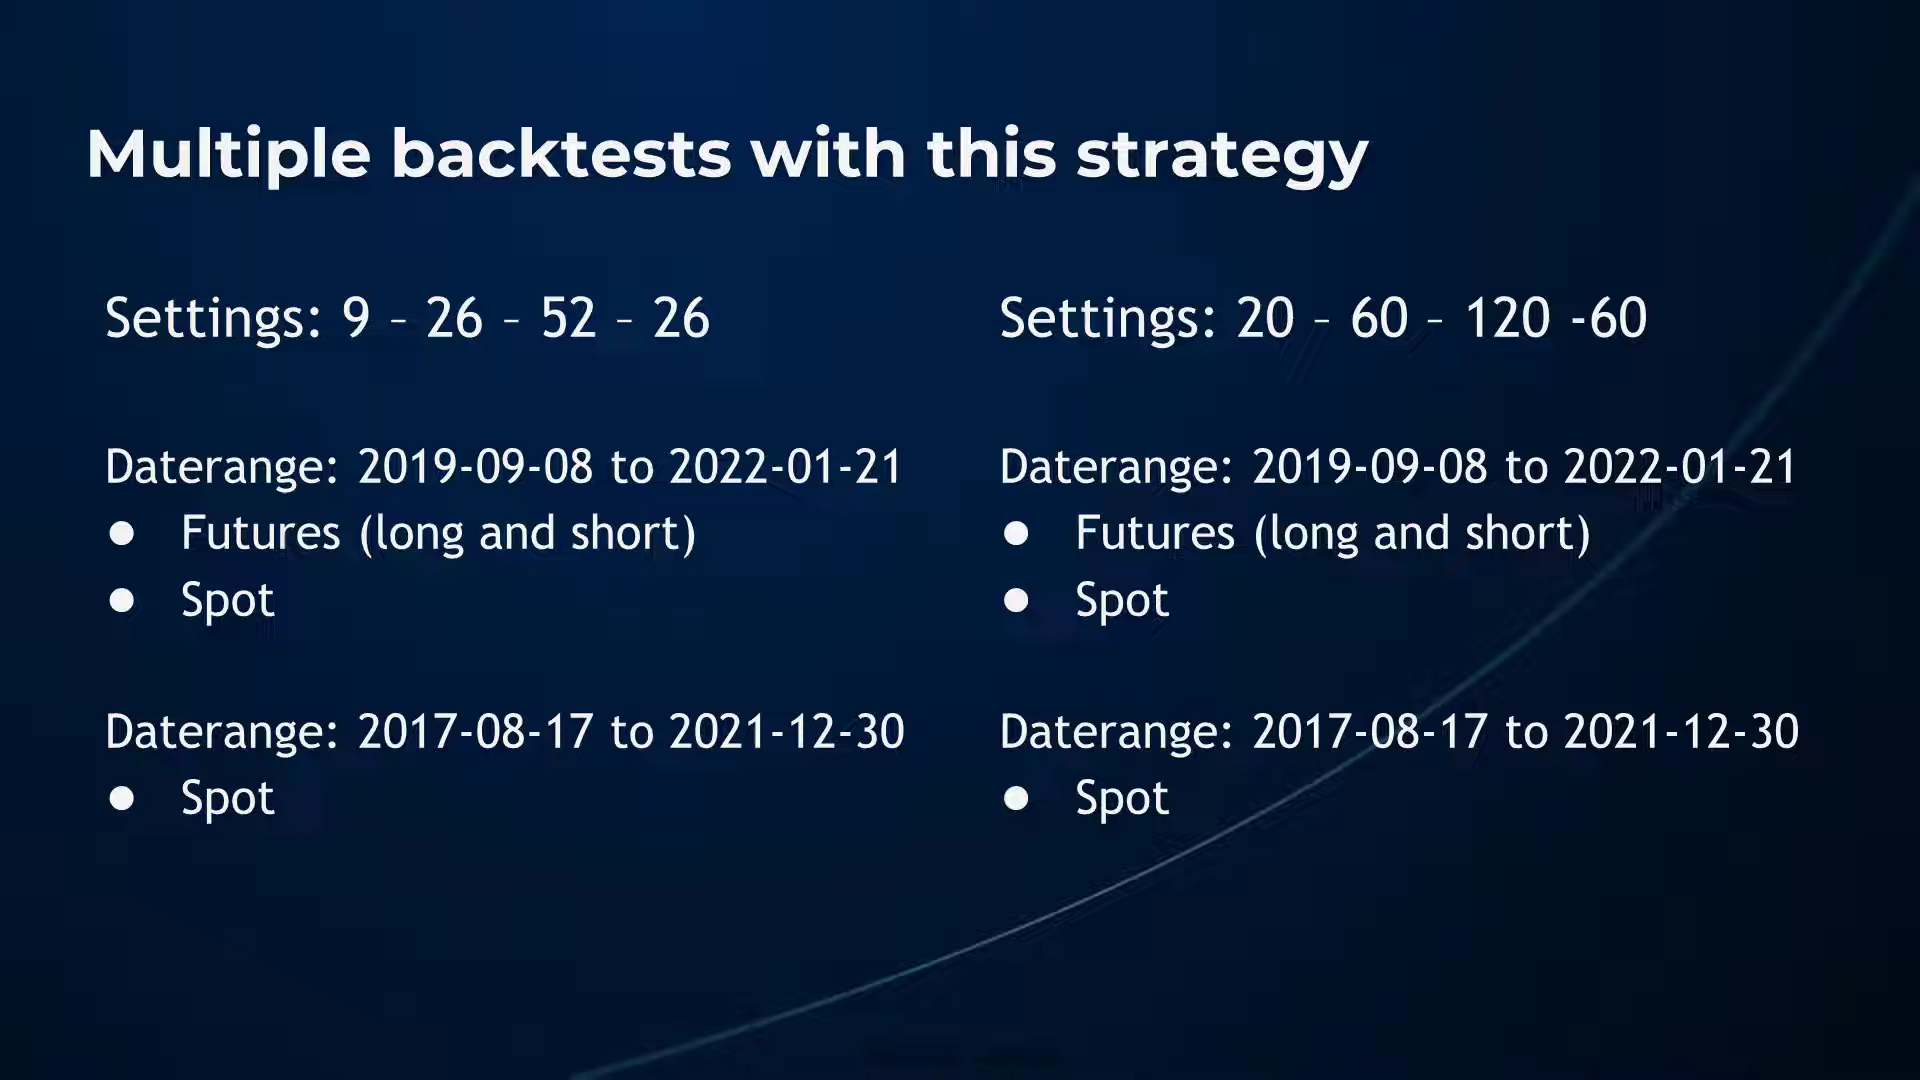 Multiple backtests with this strategy
Settings: 9 – 26 – 52 – 26
Daterange: 2019-09-08 to 2022-01-21
● Futures (long and short)
● Spot
Daterange: 2017-08-17 to 2021-12-30
● Spot
Settings: 20 – 60 – 120 -60
Daterange: 2019-09-08 to 2022-01-21
● Futures (long and short)
● Spot
Daterange: 2017-08-17 to 2021-12-30
● Spot